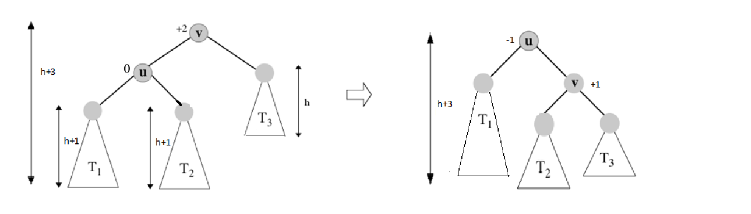 +2 v
0 u
h+3
T3
h
h+1
T1
h+1
T2
-1 u
v +1
h+3
T1
T2
T3